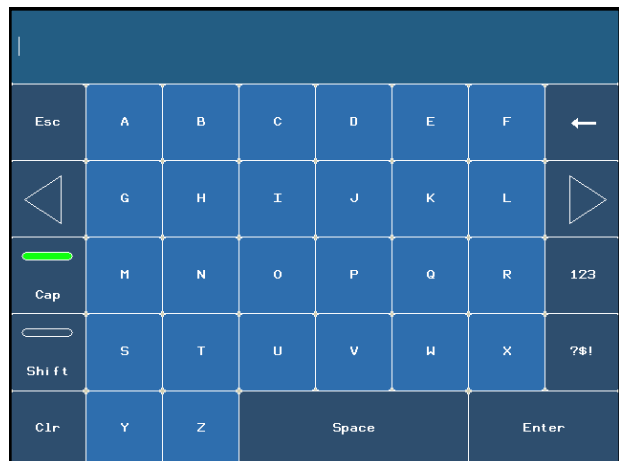 Esc A B C D E F ←
G H I J K L
Cap M N O P Q R 123
Shift S T U V W X ?$!
Clr Y Z Space Enter